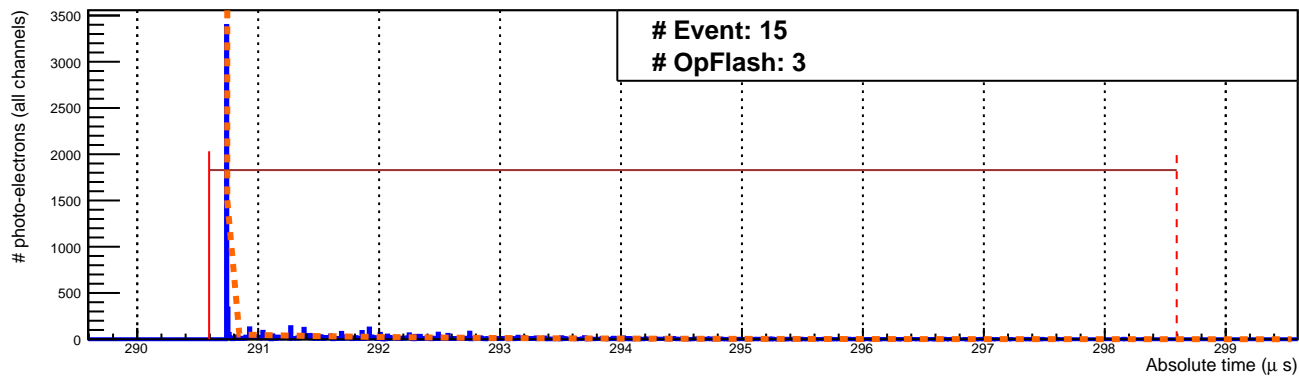 # Event: 15
# OpFlash: 3
# photo-electrons (all channels)
3500
3000
2500
2000
1500
1000
500
0
290 291 292 293 294 295 296 297 298 299
Absolute time (μ s)